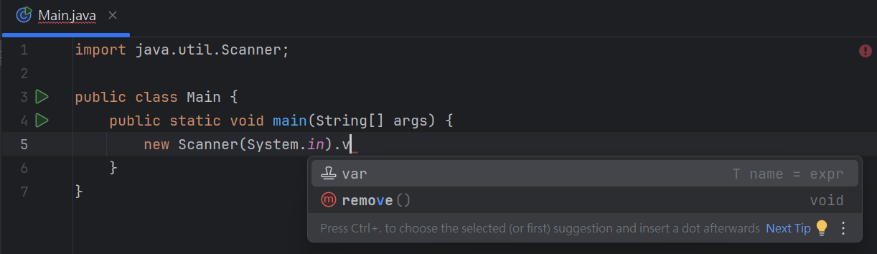 Main.java
1 import java.util.Scanner;
2
3 public class Main {
4 public static void main(String[] args) {
5 new Scanner(System.in).v
6 }
7 }
var T name = expr
m remove() void
Press Ctrl+. to choose the selected (or first) suggestion and insert a dot afterwards Next Tip